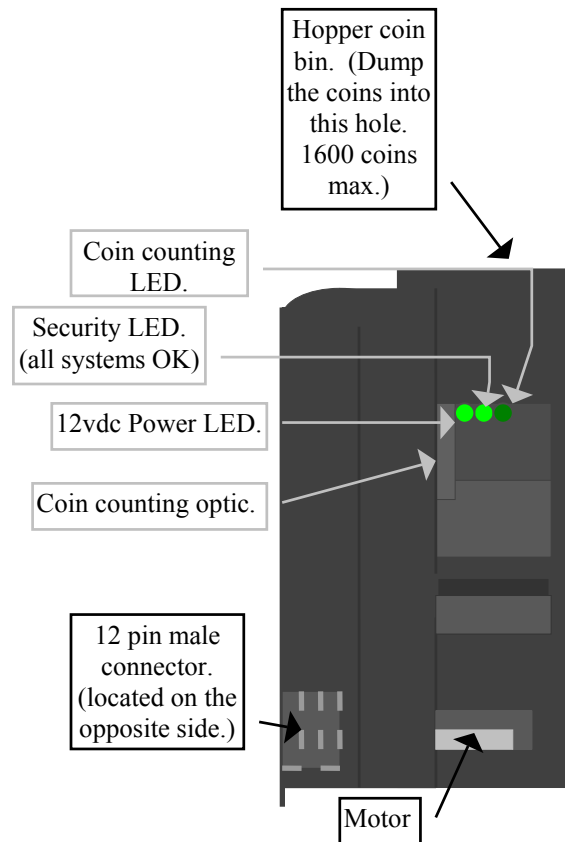 Hopper coin
bin.  (Dump
the coins into
this hole.
1600 coins
max.)
Coin counting
LED.
Security LED.
(all systems OK)
12vdc Power LED.
Coin counting optic.
12 pin male
connector.
(located on the
opposite side.)
Motor